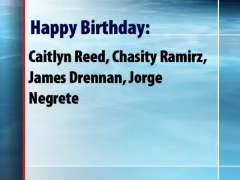 Happy Birthday:
Caitlyn Reed, Chasity Ramirz,
James Drennan, Jorge
Negrete